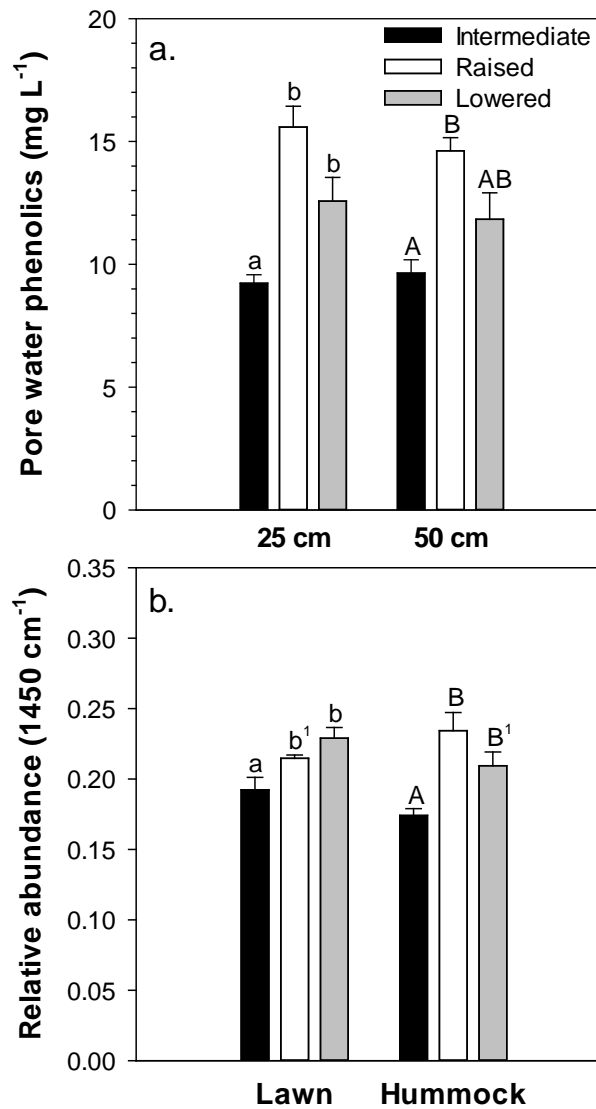 Pore water phenolics (mg L⁻¹)
20
15
10
5
0
a.
Intermediate
Raised
Lowered
a
b
b
A
B
AB
25 cm
50 cm
Relative abundance (1450 cm⁻¹)
0.35
0.30
0.25
0.20
0.15
0.10
0.05
0.00
b.
a
b¹
b
A
B
B¹
Lawn
Hummock